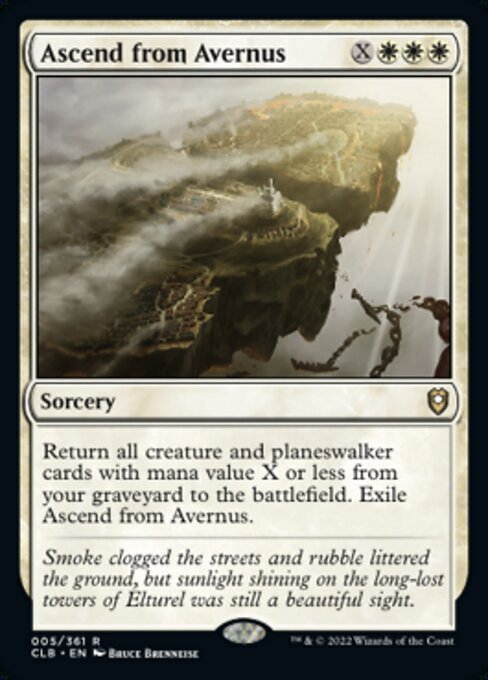 Ascend from Avernus X
Sorcery
Return all creature and planeswalker
cards with mana value X or less from
your graveyard to the battlefield. Exile
Ascend from Avernus.
Smoke clogged the streets and rubble littered
the ground, but sunlight shining on the long-lost
towers of Elturel was still a beautiful sight.
005/361 R
CLB • EN Bruce Brenneise
™ & © 2022 Wizards of the Coast